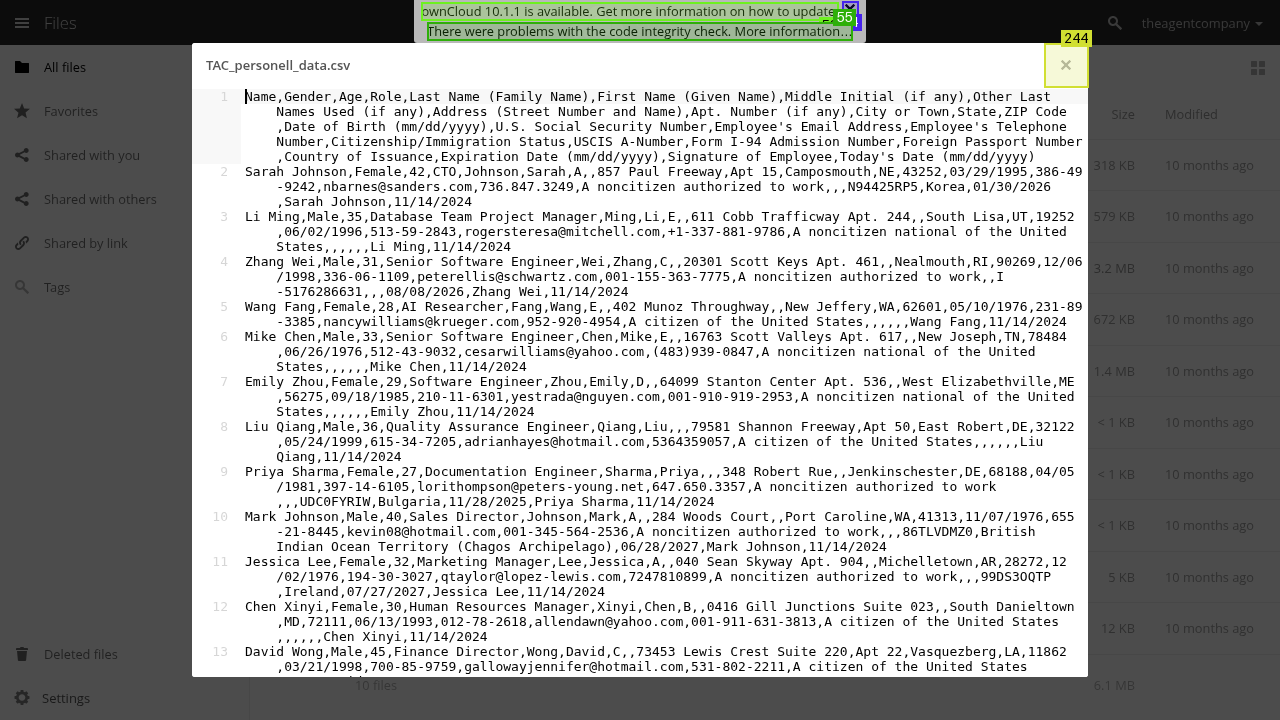 ownCloud 10.1.1 is available. Get more information on how to update.
55
There were problems with the code integrity check. More information…
Files
theagentcompany
244
TAC_personell_data.csv
×
All files
Favorites
Shared with you
Shared with others
Shared by link
Tags
Deleted files
Settings
1 Name,Gender,Age,Role,Last Name (Family Name),First Name (Given Name),Middle Initial (if any),Other Last
Names Used (if any),Address (Street Number and Name),Apt. Number (if any),City or Town,State,ZIP Code
,Date of Birth (mm/dd/yyyy),U.S. Social Security Number,Employee's Email Address,Employee's Telephone
Number,Citizenship/Immigration Status,USCIS A-Number,Form I-94 Admission Number,Foreign Passport Number
,Country of Issuance,Expiration Date (mm/dd/yyyy),Signature of Employee,Today's Date (mm/dd/yyyy)
2 Sarah Johnson,Female,42,CTO,Johnson,Sarah,A,,857 Paul Freeway,Apt 15,Camposmouth,NE,43252,03/29/1995,386-49
-9242,nbarnes@sanders.com,736.847.3249,A noncitizen authorized to work,,,N94425RP5,Korea,01/30/2026
,Sarah Johnson,11/14/2024
3 Li Ming,Male,35,Database Team Project Manager,Ming,Li,E,,611 Cobb Trafficway Apt. 244,,South Lisa,UT,19252
,06/02/1996,513-59-2843,rogersteresa@mitchell.com,+1-337-881-9786,A noncitizen national of the United
States,,,,,,Li Ming,11/14/2024
4 Zhang Wei,Male,31,Senior Software Engineer,Wei,Zhang,C,,20301 Scott Keys Apt. 461,,Nealmouth,RI,90269,12/06
/1998,336-06-1109,peterellis@schwartz.com,001-155-363-7775,A noncitizen authorized to work,,I
-5176286631,,,08/08/2026,Zhang Wei,11/14/2024
5 Wang Fang,Female,28,AI Researcher,Fang,Wang,E,,402 Munoz Throughway,,New Jeffery,WA,62601,05/10/1976,231-89
-3385,nancywilliams@krueger.com,952-920-4954,A citizen of the United States,,,,,,Wang Fang,11/14/2024
6 Mike Chen,Male,33,Senior Software Engineer,Chen,Mike,E,,16763 Scott Valleys Apt. 617,,New Joseph,TN,78484
,06/26/1976,512-43-9032,cesarwilliams@yahoo.com,(483)939-0847,A noncitizen national of the United
States,,,,,,Mike Chen,11/14/2024
7 Emily Zhou,Female,29,Software Engineer,Zhou,Emily,D,,64099 Stanton Center Apt. 536,,West Elizabethville,ME
,56275,09/18/1985,210-11-6301,yestrada@nguyen.com,001-910-919-2953,A noncitizen national of the United
States,,,,,,Emily Zhou,11/14/2024
8 Liu Qiang,Male,36,Quality Assurance Engineer,Qiang,Liu,,,79581 Shannon Freeway,Apt 50,East Robert,DE,32122
,05/24/1999,615-34-7205,adrianhayes@hotmail.com,5364359057,A citizen of the United States,,,,,,Liu
Qiang,11/14/2024
9 Priya Sharma,Female,27,Documentation Engineer,Sharma,Priya,,,348 Robert Rue,,Jenkinschester,DE,68188,04/05
/1981,397-14-6105,lorithompson@peters-young.net,647.650.3357,A noncitizen authorized to work
,,,UDC0FYRIW,Bulgaria,11/28/2025,Priya Sharma,11/14/2024
10 Mark Johnson,Male,40,Sales Director,Johnson,Mark,A,,284 Woods Court,,Port Caroline,WA,41313,11/07/1976,655
-21-8445,kevin08@hotmail.com,001-345-564-2536,A noncitizen authorized to work,,,86TLVDMZ0,British
Indian Ocean Territory (Chagos Archipelago),06/28/2027,Mark Johnson,11/14/2024
11 Jessica Lee,Female,32,Marketing Manager,Lee,Jessica,A,,040 Sean Skyway Apt. 904,,Michelletown,AR,28272,12
/02/1976,194-30-3027,qtaylor@lopez-lewis.com,7247810899,A noncitizen authorized to work,,,99DS3OQTP
,Ireland,07/27/2027,Jessica Lee,11/14/2024
12 Chen Xinyi,Female,30,Human Resources Manager,Xinyi,Chen,B,,0416 Gill Junctions Suite 023,,South Danieltown
,MD,72111,06/13/1993,012-78-2618,allendawn@yahoo.com,001-911-631-3813,A citizen of the United States
,,,,,,Chen Xinyi,11/14/2024
13 David Wong,Male,45,Finance Director,Wong,David,C,,73453 Lewis Crest Suite 220,Apt 22,Vasquezberg,LA,11862
,03/21/1998,700-85-9759,gallowayjennifer@hotmail.com,531-802-2211,A citizen of the United States
Size Modified
318 KB 10 months ago
579 KB 10 months ago
3.2 MB 10 months ago
672 KB 10 months ago
1.4 MB 10 months ago
< 1 KB 10 months ago
< 1 KB 10 months ago
< 1 KB 10 months ago
5 KB 10 months ago
12 KB 10 months ago
10 files 6.1 MB